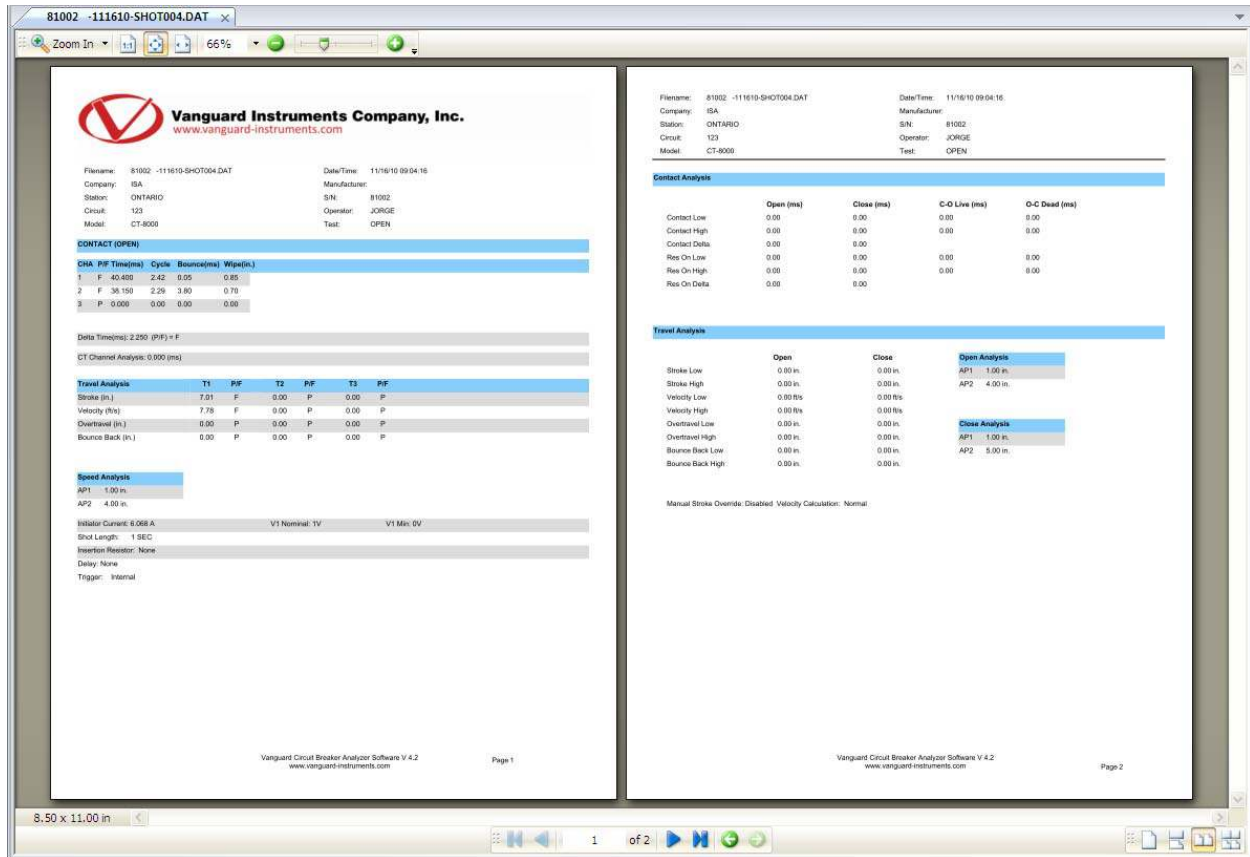 81002 -111610-SHOT004.DAT
Zoom In 1:1 66%
Vanguard Instruments Company, Inc.
www.vanguard-instruments.com
Filename: 81002 -111610-SHOT004.DAT Date/Time: 11/16/10 09:04:16
Company: ISA Manufacturer:
Station: ONTARIO S/N: 81002
Circuit: 123 Operator: JORGE
Model: CT-8000 Test: OPEN
CONTACT (OPEN)
CHA P/F Time(ms) Cycle Bounce(ms) Wipe(in.)
1 F 40.400 2.42 0.05 0.85
2 F 38.150 2.29 3.80 0.70
3 P 0.000 0.00 0.00 0.00
Delta Time(ms): 2.250 (P/F) = F
CT Channel Analysis: 0.000 (ms)
Travel Analysis T1 P/F T2 P/F T3 P/F
Stroke (in.) 7.01 F 0.00 P 0.00 P
Velocity (ft/s) 7.78 F 0.00 P 0.00 P
Overtravel (in.) 0.00 P 0.00 P 0.00 P
Bounce Back (in.) 0.00 P 0.00 P 0.00 P
Speed Analysis
AP1 1.00 in.
AP2 4.00 in.
Initiator Current: 6.068 A V1 Nominal: 1V V1 Min: 0V
Shot Length: 1 SEC
Insertion Resistor: None
Delay: None
Trigger: Internal
Vanguard Circuit Breaker Analyzer Software V 4.2
www.vanguard-instruments.com
Page 1
Filename: 81002 -111610-SHOT004.DAT Date/Time: 11/16/10 09:04:16
Company: ISA Manufacturer:
Station: ONTARIO S/N: 81002
Circuit: 123 Operator: JORGE
Model: CT-8000 Test: OPEN
Contact Analysis
Open (ms) Close (ms) C-O Live (ms) O-C Dead (ms)
Contact Low 0.00 0.00 0.00 0.00
Contact High 0.00 0.00 0.00 0.00
Contact Delta 0.00 0.00
Res On Low 0.00 0.00 0.00 0.00
Res On High 0.00 0.00 0.00 0.00
Res On Delta 0.00 0.00
Travel Analysis
Open Close Open Analysis
Stroke Low 0.00 in. 0.00 in. AP1 1.00 in.
Stroke High 0.00 in. 0.00 in. AP2 4.00 in.
Velocity Low 0.00 ft/s 0.00 ft/s
Velocity High 0.00 ft/s 0.00 ft/s
Overtravel Low 0.00 in. 0.00 in. Close Analysis
Overtravel High 0.00 in. 0.00 in. AP1 1.00 in.
Bounce Back Low 0.00 in. 0.00 in. AP2 5.00 in.
Bounce Back High 0.00 in. 0.00 in.
Manual Stroke Override: Disabled Velocity Calculation: Normal
Vanguard Circuit Breaker Analyzer Software V 4.2
www.vanguard-instruments.com
Page 2
8.50 x 11.00 in
1 of 2